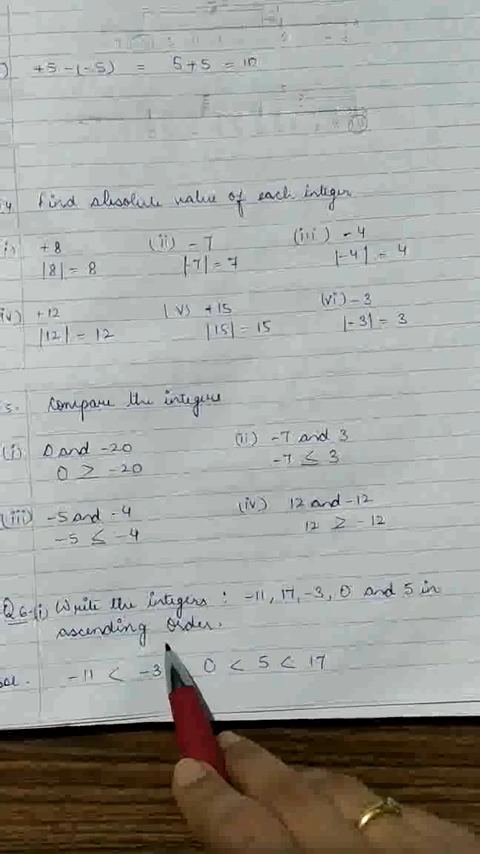 +5-(-5) = 5+5 = 10
Find absolute value of each integer
+8 (ii) -7 (iii) -4
|8| = 8 |-7| = 7 |-4| = 4
iv) +12 (v) +15 (vi) -3
|12| = 12 |15| = 15 |-3| = 3
5. Compare the integers
(i) 0 and -20 (ii) -7 and 3
0 ≥ -20 -7 ≤ 3
(iii) -5 and -4 (iv) 12 and -12
-5 ≤ -4 12 ≥ -12
Q6.(i) Write the integers : -11, 17, -3, 0 and 5 in
ascending order.
-11 < -3 0 < 5 < 17